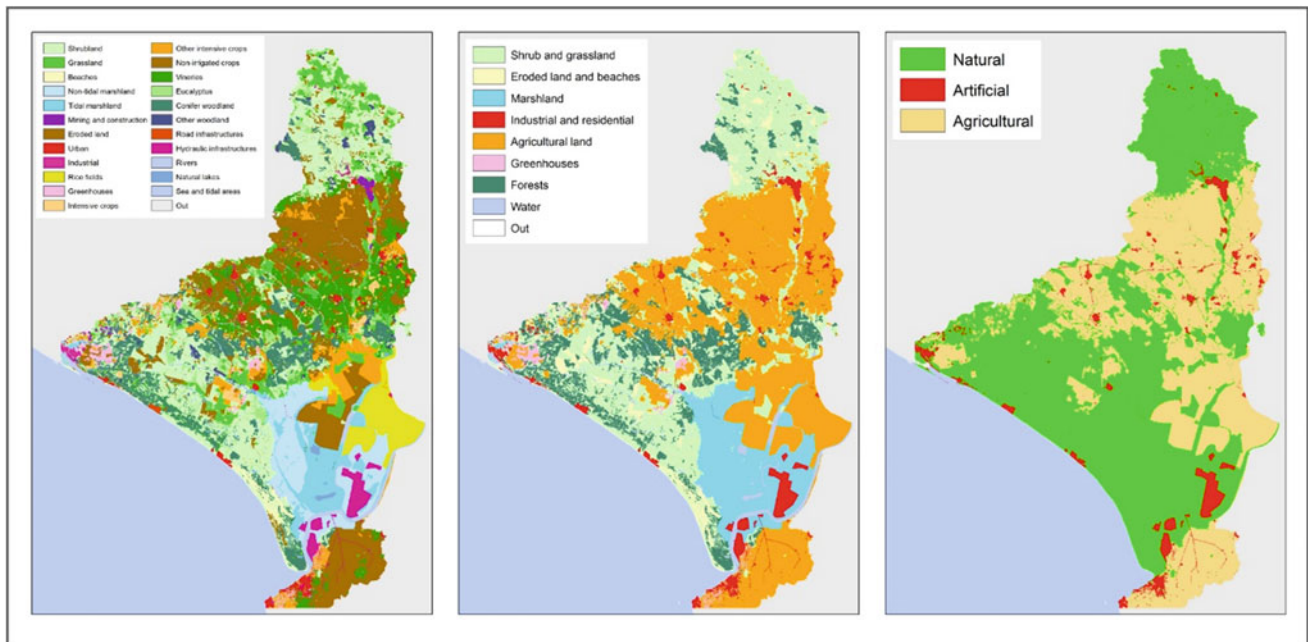 Shrubland
Grassland
Beaches
Non-tidal marshland
Tidal marshland
Mining and construction
Eroded land
Urban
Industrial
Rice fields
Greenhouses
Intensive crops
Other intensive crops
Non-irrigated crops
Vineries
Eucalyptus
Conifer woodland
Other woodland
Road infrastructures
Hydraulic infrastructures
Rivers
Natural lakes
Sea and tidal areas
Out
Shrub and grassland
Eroded land and beaches
Marshland
Industrial and residential
Agricultural land
Greenhouses
Forests
Water
Out
Natural
Artificial
Agricultural